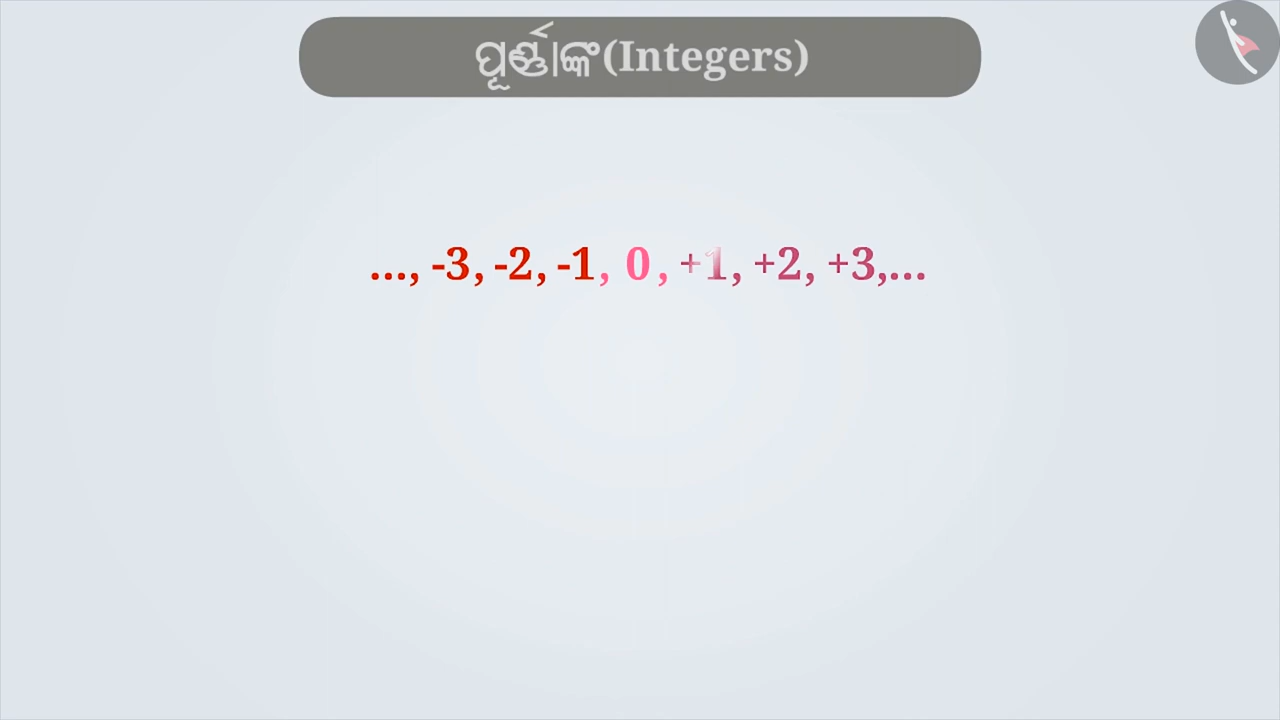 ପୂର୍ଣ୍ଣାଙ୍କ(Integers)
..., -3, -2, -1, 0, +1, +2, +3,...